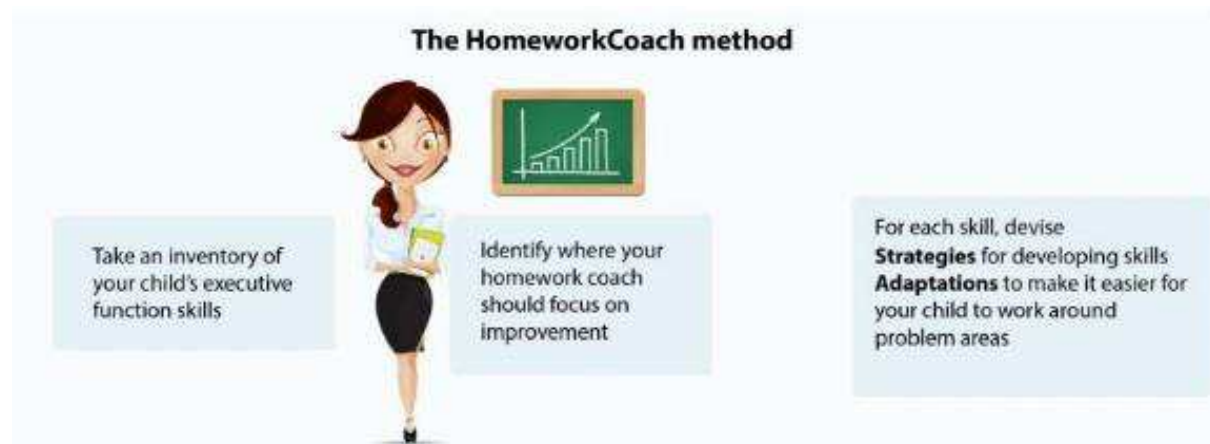 The HomeworkCoach method
Take an inventory of
your child's executive
function skills
Identify where your
homework coach
should focus on
improvement
For each skill, devise
Strategies for developing skills
Adaptations to make it easier for
your child to work around
problem areas